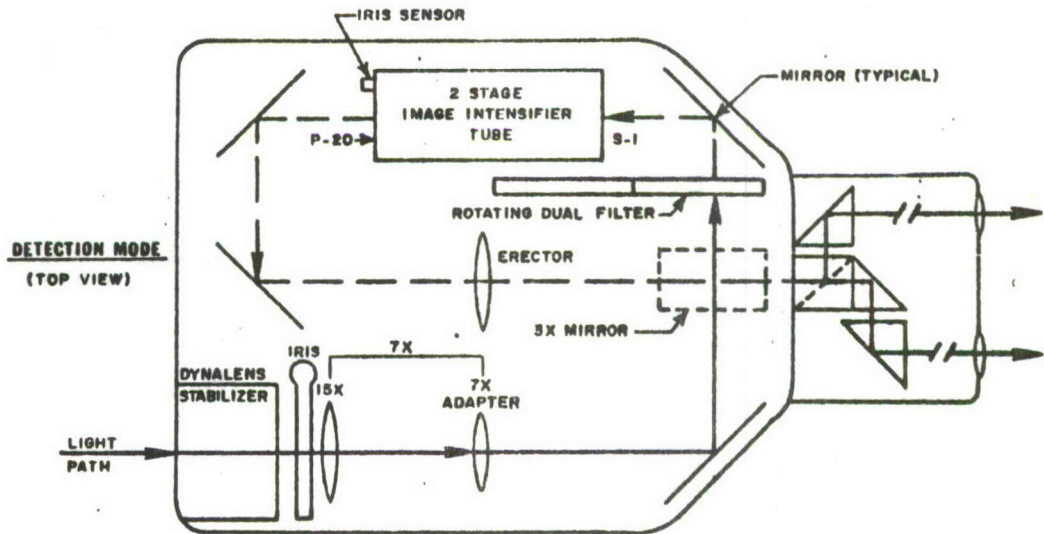 IRIS SENSOR
MIRROR (TYPICAL)
2 STAGE
IMAGE INTENSIFIER
TUBE
P-20
S-1
ROTATING DUAL FILTER
DETECTION MODE
(TOP VIEW)
ERECTOR
3X MIRROR
IRIS
7X
DYNALENS
STABILIZER
15X
7X
ADAPTER
LIGHT
PATH